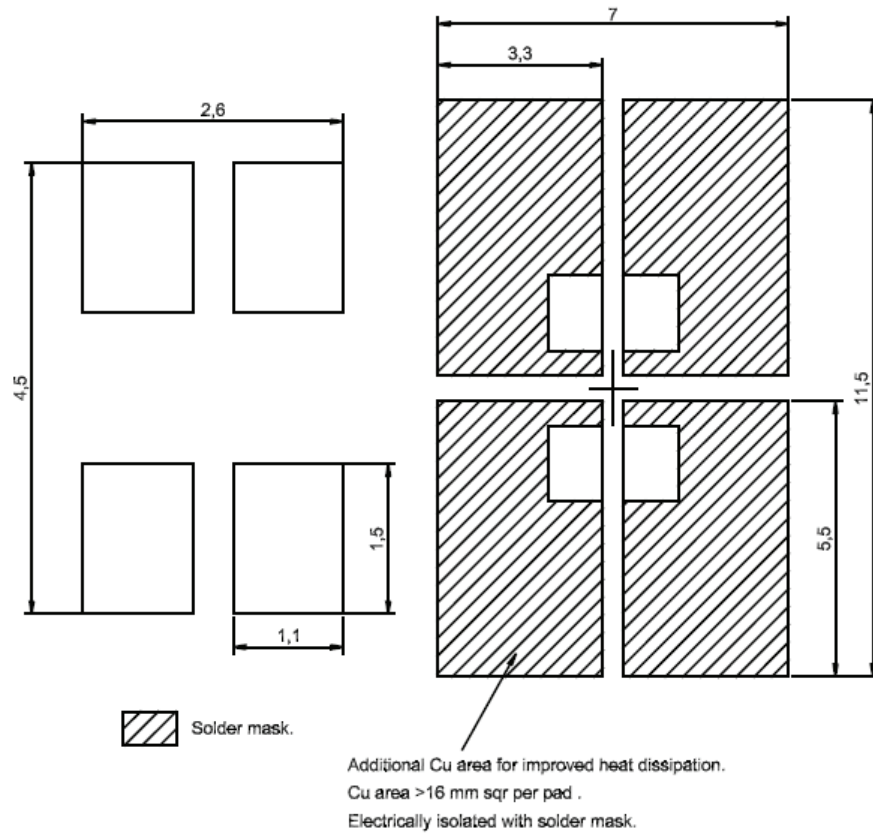 7
3,3
2,6
4,5
11,5
1,5
5,5
1,1
Solder mask.
Additional Cu area for improved heat dissipation.
Cu area >16 mm sqr per pad .
Electrically isolated with solder mask.